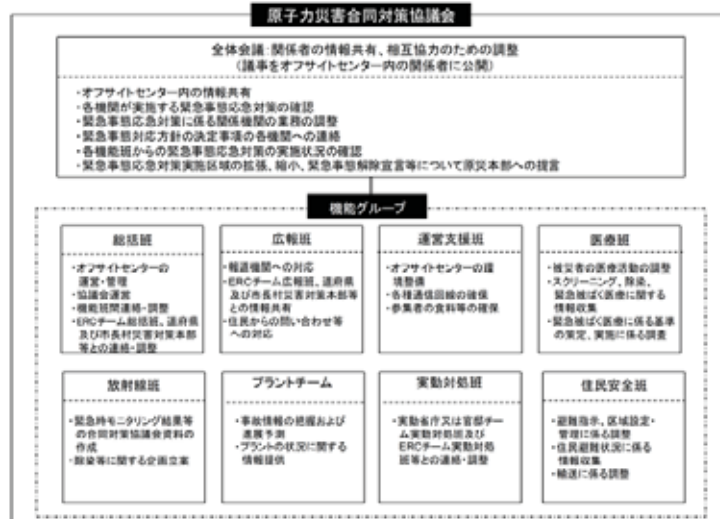 原子力災害合同対策協議会
全体会議:関係者の情報共有、相互協力のための調整
(議事をオフサイトセンター内の関係者に公開)
・オフサイトセンター内の情報共有
・各機関が実施する緊急事態応急対策の確認
・緊急事態応急対策に係る関係機関の業務の調整
・緊急事態対応方針の決定事項の各機関への連絡
・各機能班からの緊急事態応急対策の実施状況の確認
・緊急事態応急対策実施区域の拡張、縮小、緊急事態解除宣言等について原災本部への提言
機能グループ
総括班
・オフサイトセンターの
運営・管理
・協議会運営
・機能班間連絡・調整
・ERCチーム総括班、道府県
及び市長村災害対策本部
等との連絡・調整
広報班
・報道機関への対応
・ERCチーム広報班、道府県
及び市長村災害対策本部等
との情報共有
・住民からの問い合わせ等
への対応
運営支援班
・オフサイトセンターの環
境整備
・各種通信回線の確保
・参集者の食料等の確保
医療班
・被災者の医療活動の調整
・スクリーニング、除染、
緊急被ばく医療に関する
情報収集
・緊急被ばく医療に係る基準
の策定、実施に係る調査
放射線班
・緊急時モニタリング結果等
の合同対策協議会資料の
作成
・除染等に関する企画立案
プラントチーム
・事故情報の把握および
進展予測
・プラントの状況に関する
情報提供
実動対処班
・実動省庁又は官邸チー
ム実動対処班及び
ERCチーム実動対処
班等との連絡・調整
住民安全班
・避難指示、区域設定・
管理に係る調整
・住民避難状況に係る
情報収集
・輸送に係る調整